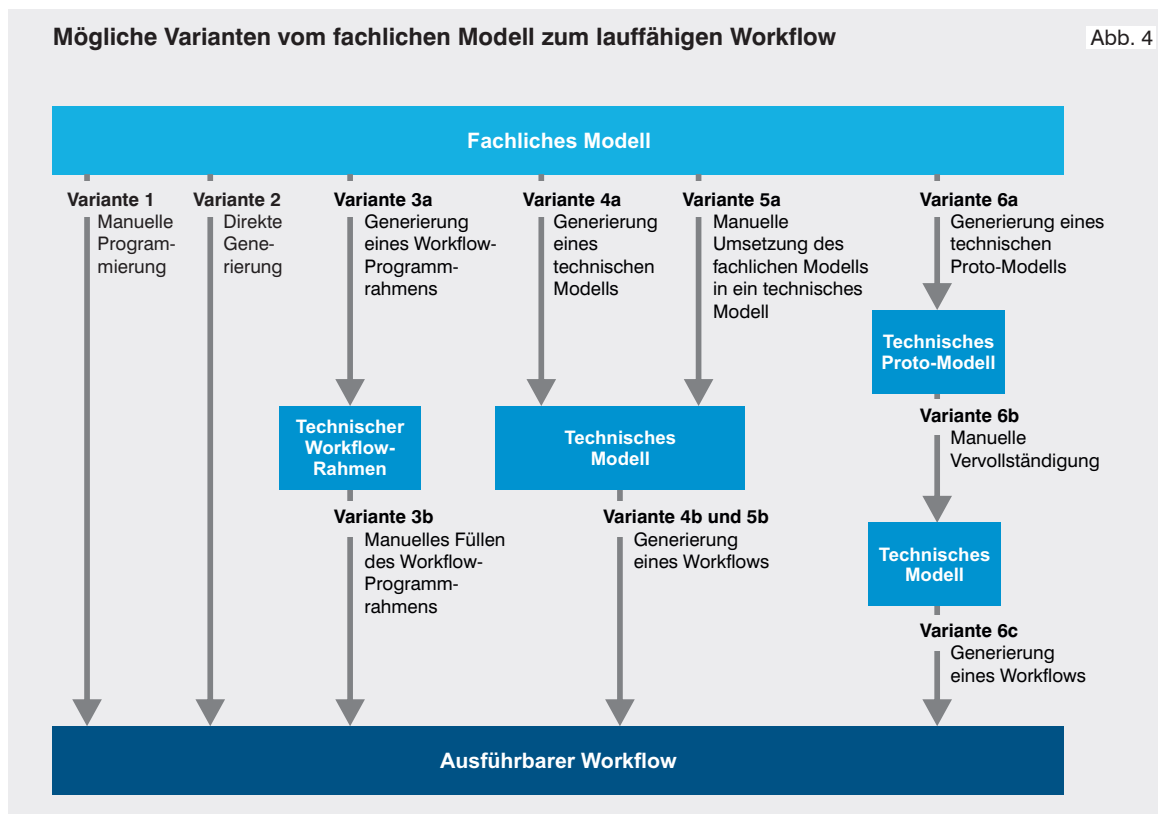 Mögliche Varianten vom fachlichen Modell zum lauffähigen Workflow
Abb. 4
Fachliches Modell
Variante 1
Manuelle
Program-
mierung
Variante 2
Direkte
Gene-
rierung
Variante 3a
Generierung
eines Workflow-
Programm-
rahmens
Variante 4a
Generierung
eines
technischen
Modells
Variante 5a
Manuelle
Umsetzung des
fachlichen Modells
in ein technisches
Modell
Variante 6a
Generierung eines
technischen
Proto-Modells
Technisches
Proto-Modell
Technischer
Workflow-
Rahmen
Technisches
Modell
Variante 6b
Manuelle
Vervollständigung
Variante 3b
Manuelles Füllen
des Workflow-
Programm-
rahmens
Variante 4b und 5b
Generierung
eines Workflows
Technisches
Modell
Variante 6c
Generierung
eines Workflows
Ausführbarer Workflow